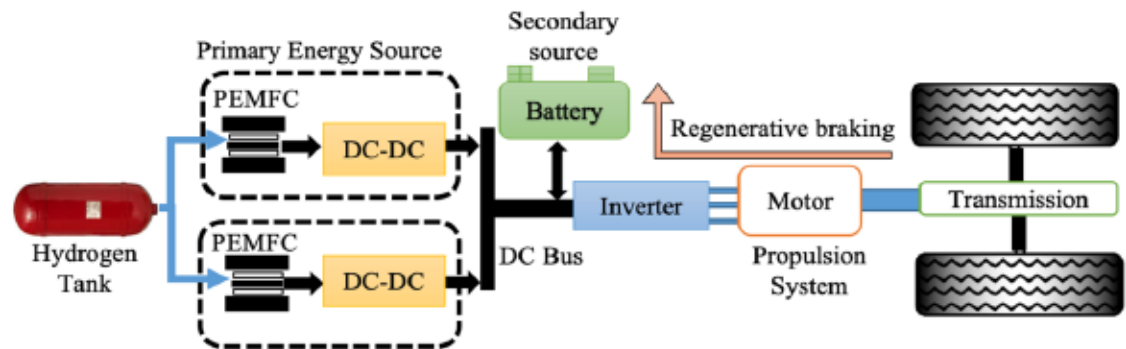 Secondary
source
Primary Energy Source
PEMFC
Battery
DC-DC
Regenerative braking
Hydrogen
Tank
Inverter
Motor
Transmission
PEMFC
DC-DC
DC Bus
Propulsion
System